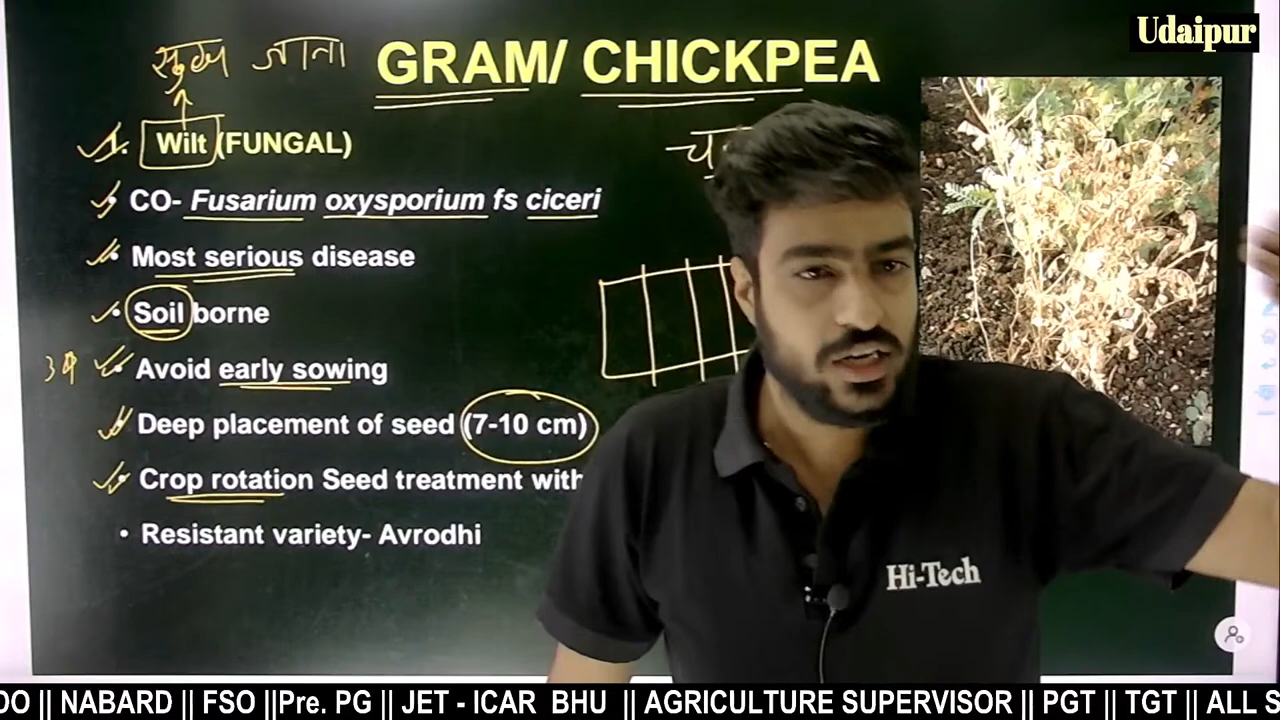 Udaipur
सूख जाना
GRAM/ CHICKPEA
1. Wilt (FUNGAL)
• CO- Fusarium oxysporium fs ciceri
• Most serious disease
• Soil borne
• Avoid early sowing
• Deep placement of seed (7-10 cm)
• Crop rotation Seed treatment with
• Resistant variety- Avrodhi
Hi-Tech
DO || NABARD || FSO ||Pre. PG || JET - ICAR BHU || AGRICULTURE SUPERVISOR || PGT || TGT || ALL S